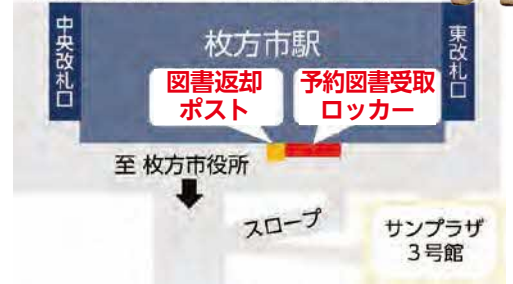 中央改札口
枚方市駅
東改札口
図書返却
ポスト
予約図書受取
ロッカー
至 枚方市役所
スロープ
サンプラザ
3号館